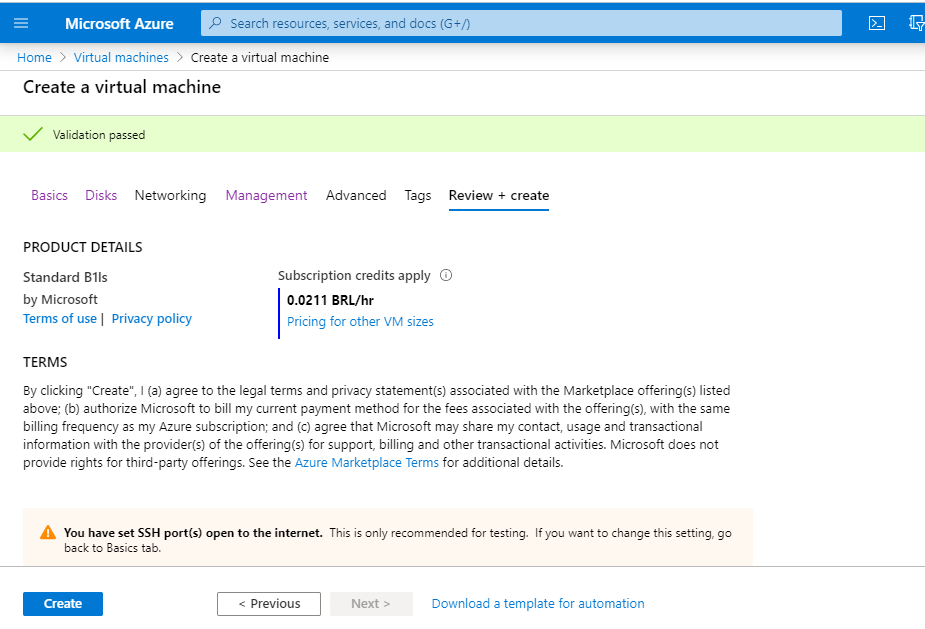 Microsoft Azure
Search resources, services, and docs (G+/)
Home > Virtual machines > Create a virtual machine
Create a virtual machine
Validation passed
Basics Disks Networking Management Advanced Tags Review + create
PRODUCT DETAILS
Standard B1ls
by Microsoft
Terms of use | Privacy policy
Subscription credits apply
0.0211 BRL/hr
Pricing for other VM sizes
TERMS
By clicking "Create", I (a) agree to the legal terms and privacy statement(s) associated with the Marketplace offering(s) listed
above; (b) authorize Microsoft to bill my current payment method for the fees associated with the offering(s), with the same
billing frequency as my Azure subscription; and (c) agree that Microsoft may share my contact, usage and transactional
information with the provider(s) of the offering(s) for support, billing and other transactional activities. Microsoft does not
provide rights for third-party offerings. See the Azure Marketplace Terms for additional details.
You have set SSH port(s) open to the internet. This is only recommended for testing. If you want to change this setting, go
back to Basics tab.
Create < Previous Next > Download a template for automation